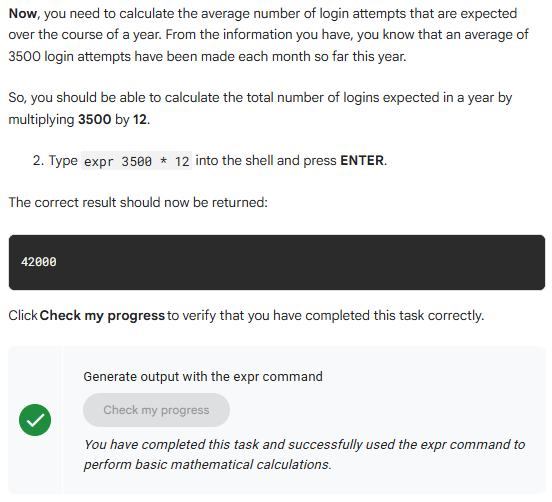 Now, you need to calculate the average number of login attempts that are expected
over the course of a year. From the information you have, you know that an average of
3500 login attempts have been made each month so far this year.
So, you should be able to calculate the total number of logins expected in a year by
multiplying 3500 by 12.
2. Type expr 3500 * 12 into the shell and press ENTER.
The correct result should now be returned:
42000
Click Check my progress to verify that you have completed this task correctly.
Generate output with the expr command
Check my progress
You have completed this task and successfully used the expr command to
perform basic mathematical calculations.